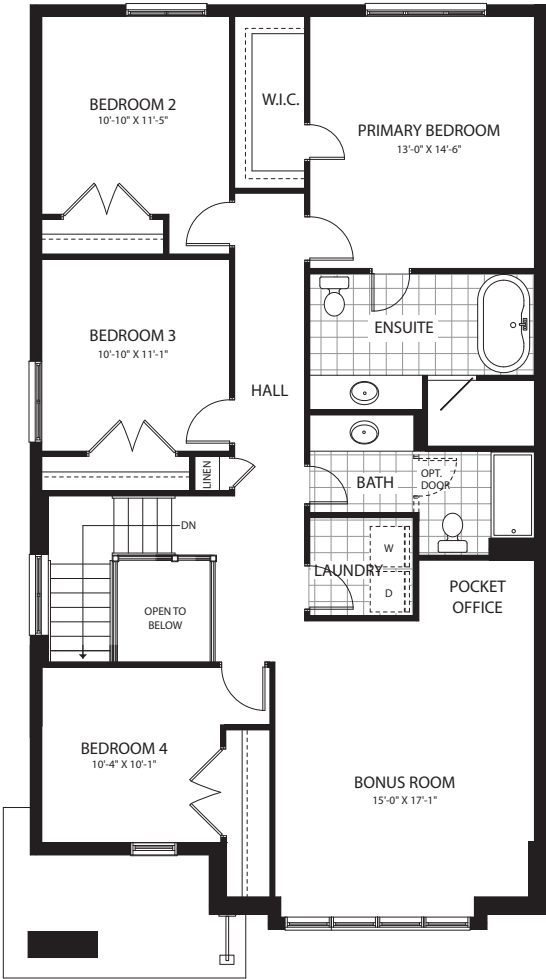 BEDROOM 2
10'-10" X 11'-5"
W.I.C.
PRIMARY BEDROOM
13'-0" X 14'-6"
ENSUITE
BEDROOM 3
10'-10" X 11'-1"
HALL
LINEN
BATH
OPT.
DOOR
DN
W
LAUNDRY
D
POCKET
OFFICE
OPEN TO
BELOW
BEDROOM 4
10'-4" X 10'-1"
BONUS ROOM
15'-0" X 17'-1"